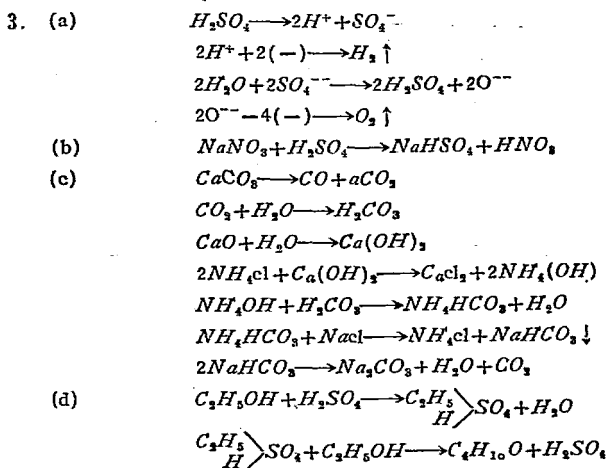 3. (a) H₂SO₄⟶2H⁺+SO₄⁻
2H⁺+2(−)⟶H₂↑
2H₂O+2SO₄⁻⁻⟶2H₂SO₄+2O⁻⁻
2O⁻⁻−4(−)⟶O₂↑
(b) NaNO₃+H₂SO₄⟶NaHSO₄+HNO₃
(c) CaCO₃⟶CO+aCO₂
CO₂+H₂O⟶H₂CO₃
CaO+H₂O⟶Ca(OH)₂
2NH₄cl+Ca(OH)₂⟶Cacl₂+2NH₄(OH)
NH₄OH+H₂CO₃⟶NH₄HCO₃+H₂O
NH₄HCO₃+Nacl⟶NH₄cl+NaHCO₃↓
2NaHCO₃⟶Na₂CO₃+H₂O+CO₂
(d) C₂H₅OH+H₂SO₄⟶C₂H₅H⟩SO₄+H₂O
C₂H₅H⟩SO₄+C₂H₅OH⟶C₄H₁₀O+H₂SO₄